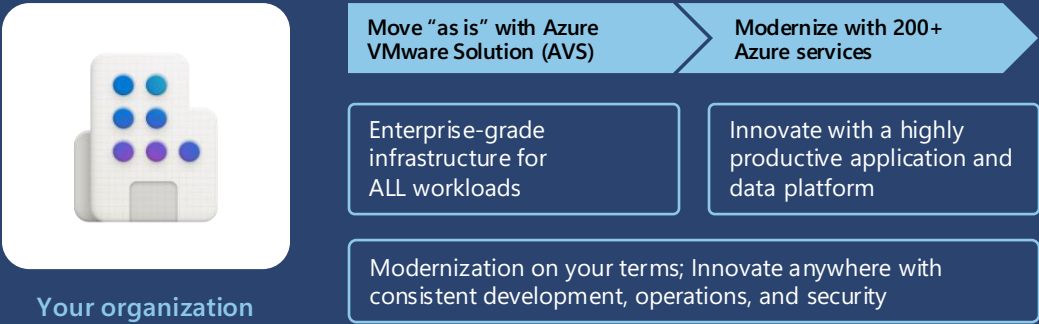 Move “as is” with Azure
VMware Solution (AVS)
Modernize with 200+
Azure services
Enterprise-grade
infrastructure for
ALL workloads
Innovate with a highly
productive application and
data platform
Modernization on your terms; Innovate anywhere with
consistent development, operations, and security
Your organization